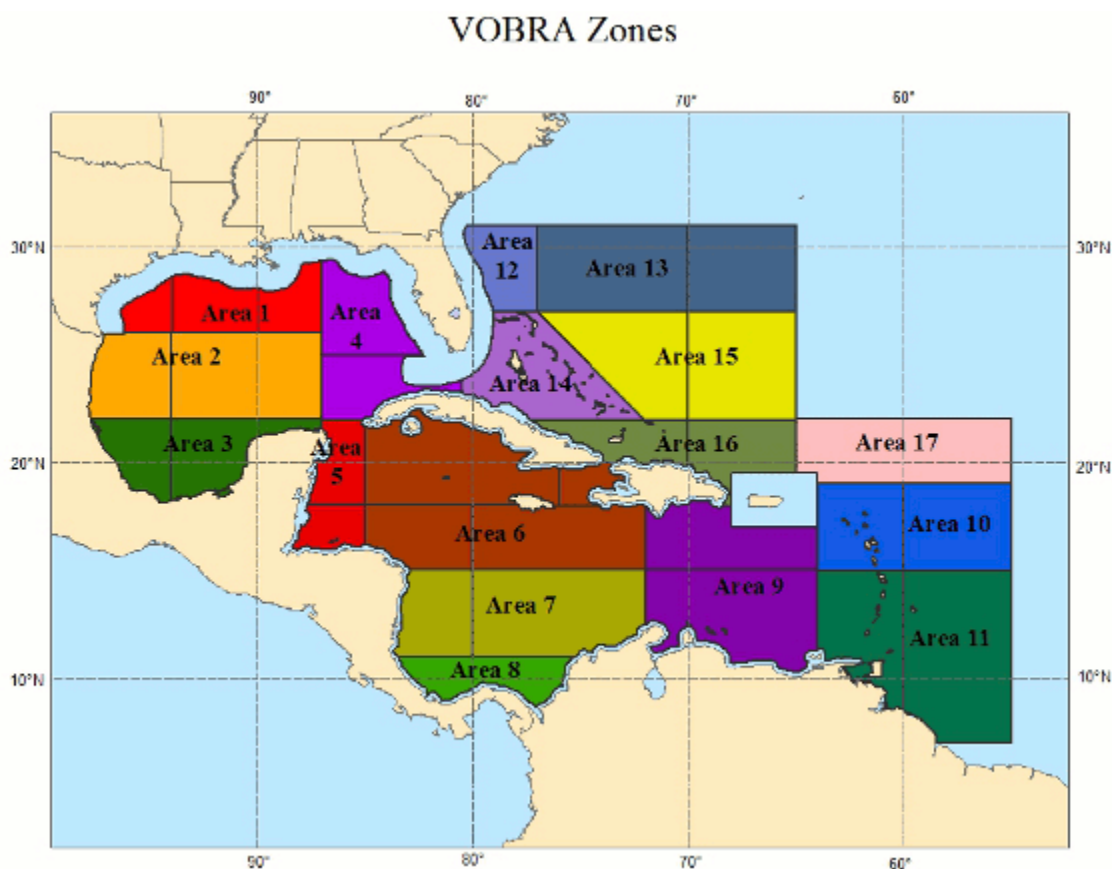 VOBRA Zones
90°
80°
70°
60°
30°N
Area
12
Area 13
30°N
Area 1
Area
4
Area 2
Area 15
Area 14
Area 3
Area
5
Area 16
Area 17
20°N
20°N
Area 6
Area 10
Area 7
Area 9
Area 11
Area 8
10°N
10°N
90°
80°
70°
60°